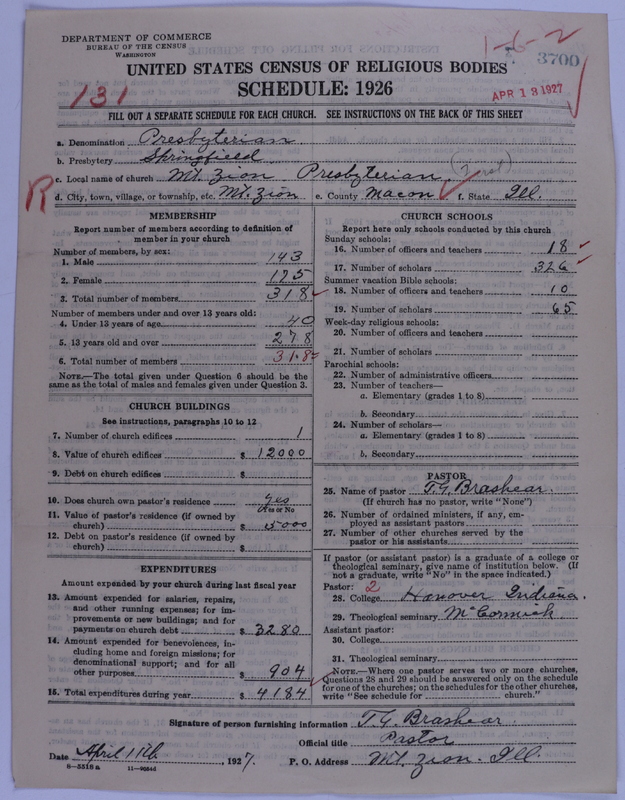 DEPARTMENT OF COMMERCE
BUREAU OF THE CENSUS
WASHINGTON
1-6-2
3700
UNITED STATES CENSUS OF RELIGIOUS BODIES
SCHEDULE: 1926
131
APR 18 1927
FILL OUT A SEPARATE SCHEDULE FOR EACH CHURCH. SEE INSTRUCTIONS ON THE BACK OF THIS SHEET
a. Denomination Presbyterian
b. Presbytery Springfield
c. Local name of church Mt. Zion Presbyterian
R
d. City, town, village, or township, etc. Mt. Zion e. County Macon f. State Ill.
MEMBERSHIP
Report number of members according to definition of
member in your church
Number of members, by sex:
1. Male 143
2. Female 175
3. Total number of members 318
Number of members under and over 13 years old:
4. Under 13 years of age 40
5. 13 years old and over 278
6. Total number of members 318
NOTE.—The total given under Question 6 should be the
same as the total of males and females given under Question 3.
CHURCH BUILDINGS
See instructions, paragraphs 10 to 12
7. Number of church edifices 1
8. Value of church edifices $ 12000
9. Debt on church edifices $
10. Does church own pastor's residence yes
Yes or No
11. Value of pastor's residence (if owned by
church) $ 5000
12. Debt on pastor's residence (if owned by
church) $
EXPENDITURES
Amount expended by your church during last fiscal year
13. Amount expended for salaries, repairs,
and other running expenses; for im-
provements or new buildings; and for
payments on church debt $ 3280
14. Amount expended for benevolences, in-
cluding home and foreign missions; for
denominational support; and for all
other purposes $ 904
15. Total expenditures during year $ 4184
CHURCH SCHOOLS
Report here only schools conducted by this church
Sunday schools:
16. Number of officers and teachers 18
17. Number of scholars 326
Summer vacation Bible schools:
18. Number of officers and teachers 10
19. Number of scholars 65
Week-day religious schools:
20. Number of officers and teachers
21. Number of scholars
Parochial schools:
22. Number of administrative officers
23. Number of teachers—
a. Elementary (grades 1 to 8)
b. Secondary
24. Number of scholars—
a. Elementary (grades 1 to 8)
b. Secondary
PASTOR
25. Name of pastor T. G. Brashear
(If church has no pastor, write "None")
26. Number of ordained ministers, if any, em-
ployed as assistant pastors
27. Number of other churches served by the
pastor or his assistants
If pastor (or assistant pastor) is a graduate of a college or
theological seminary, give name of institution below. (If
not a graduate, write "No" in the space indicated.)
Pastor: 2
28. College Hanover Indiana.
29. Theological seminary McCormick
Assistant pastor:
30. College
31. Theological seminary
NOTE.—Where one pastor serves two or more churches,
Questions 28 and 29 should be answered only on the schedule
for one of the churches; on the schedules for the other churches,
write "See schedule for church."
Signature of person furnishing information T. G. Brashear
Official title Pastor
Date April 11th, 1927. P. O. Address Mt. Zion. Ill.
8—5518 a 11—9664d